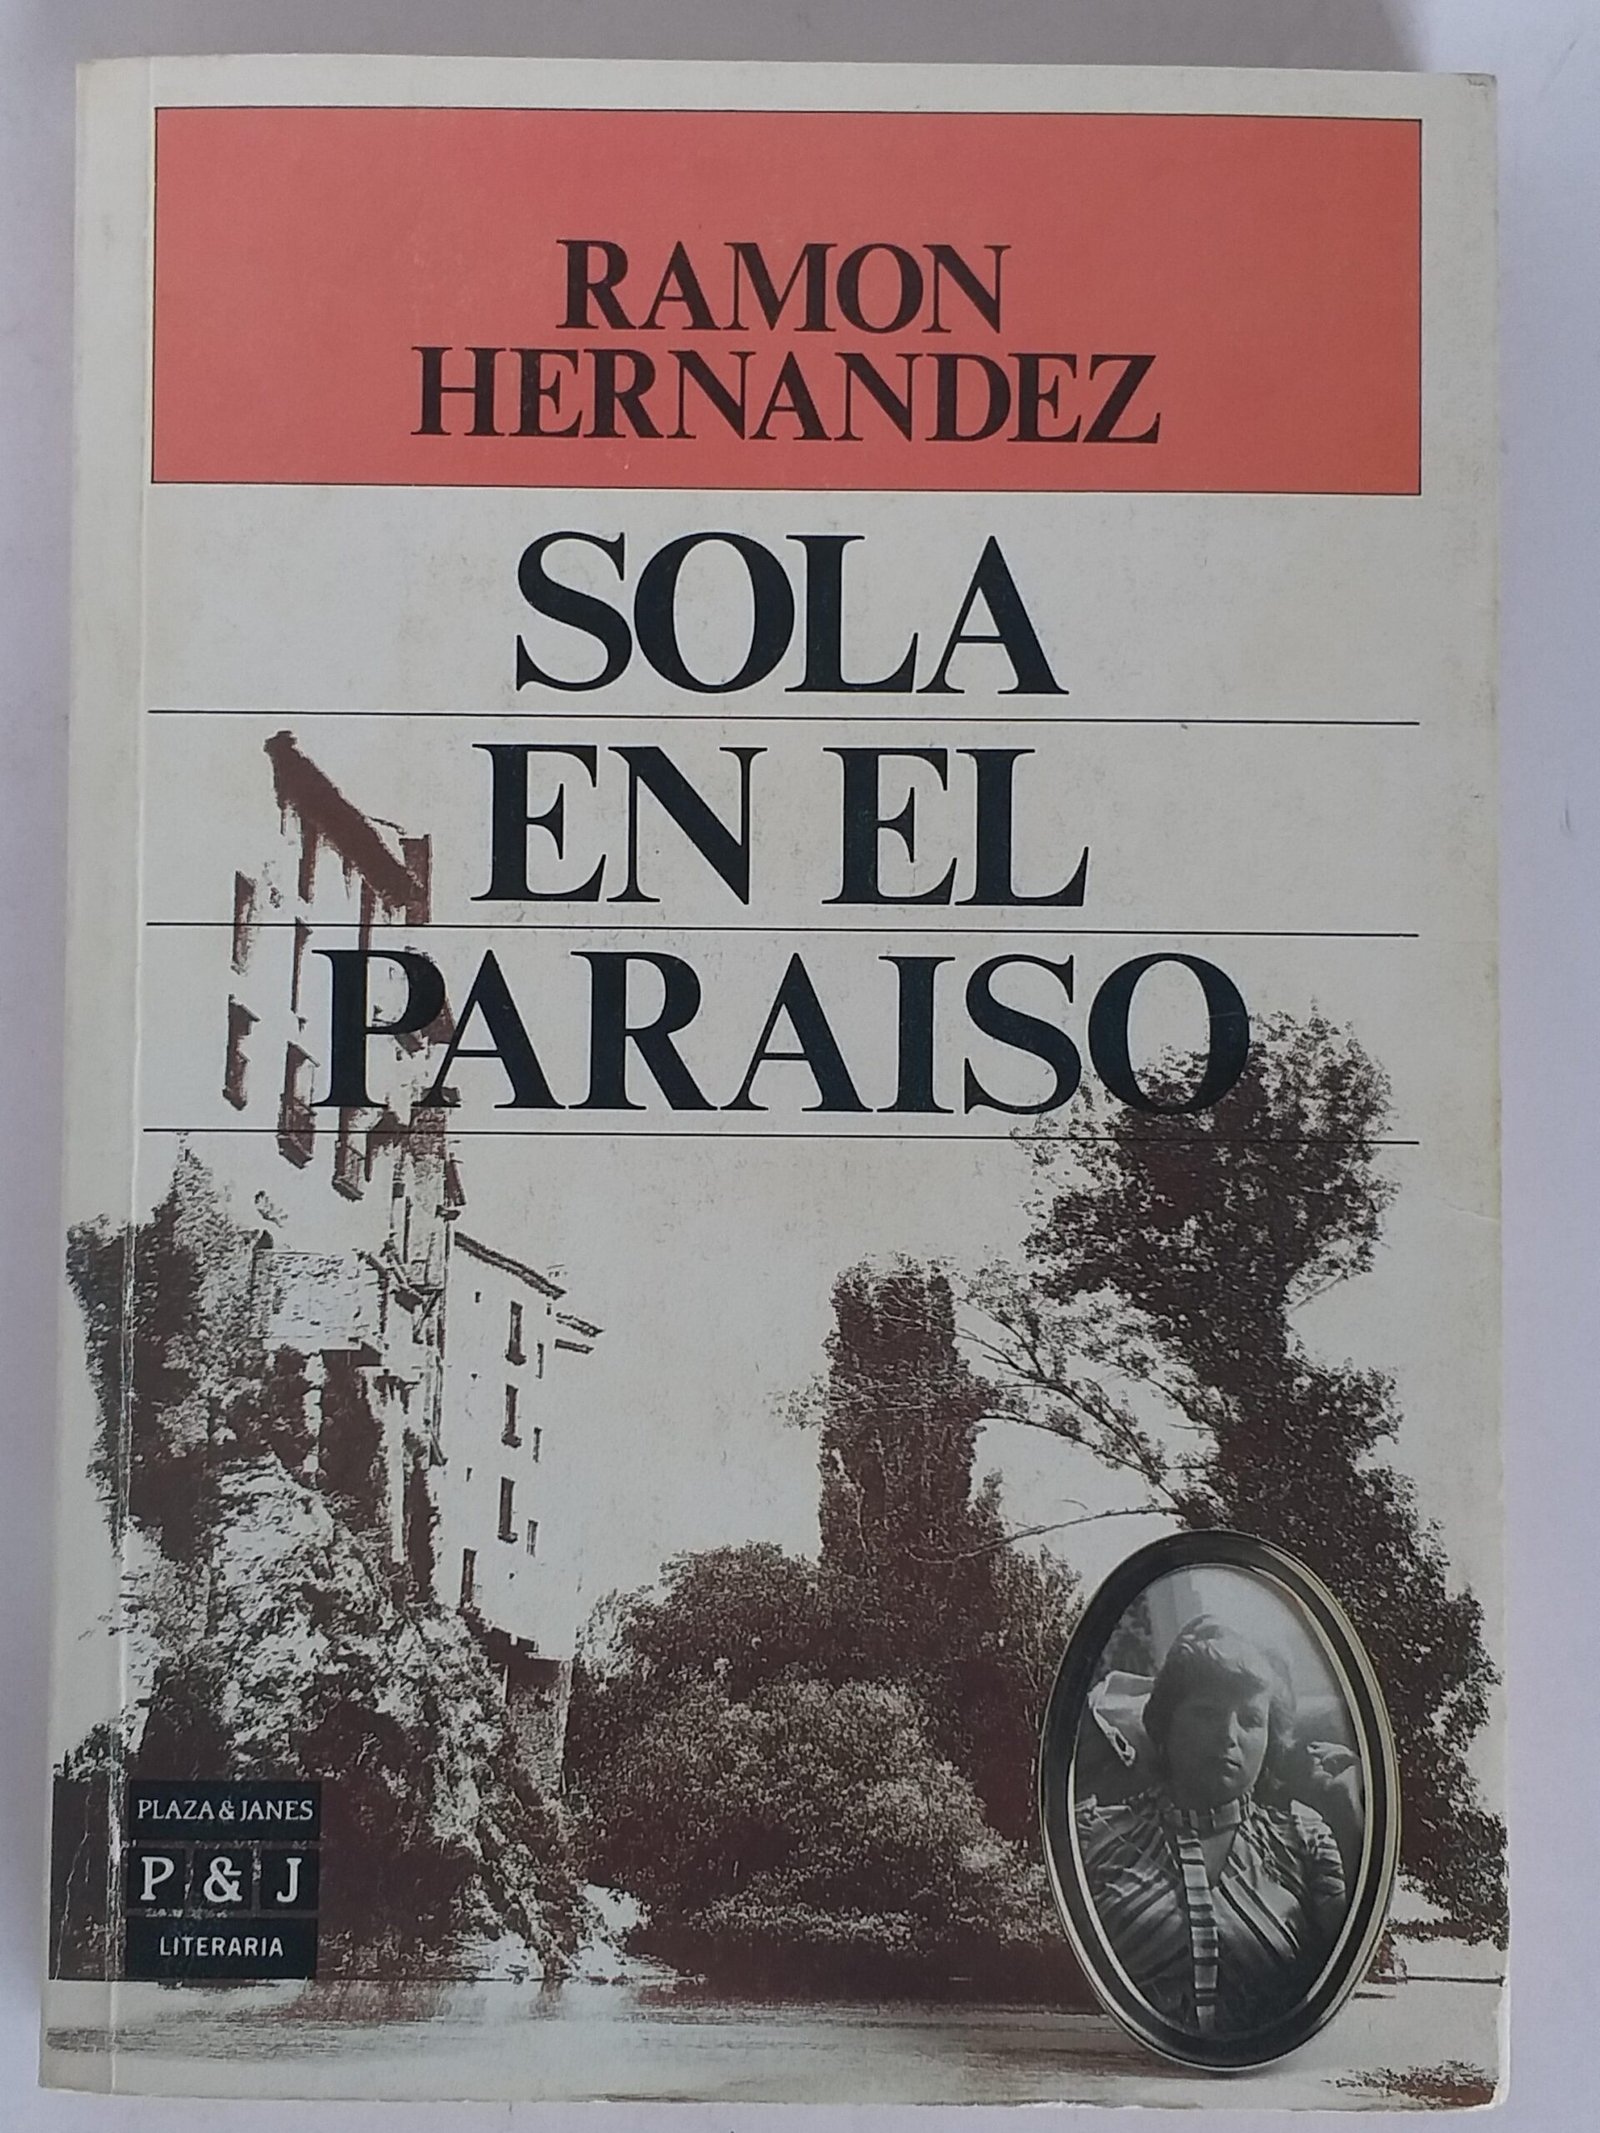 RAMON
HERNANDEZ
SOLA
EN EL
PARAISO
PLAZA & JANES
P & J
LITERARIA